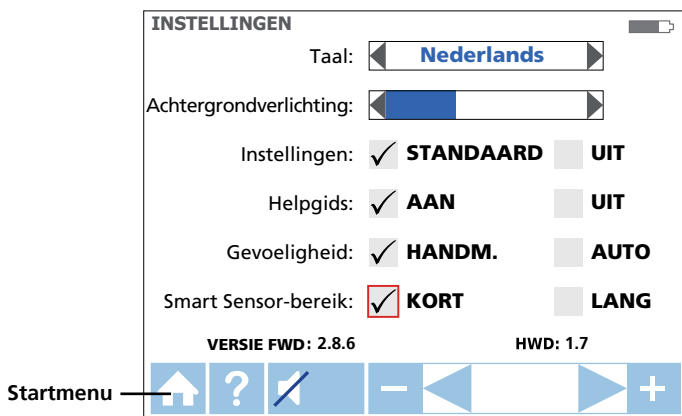 INSTELLINGEN
Taal: Nederlands
Achtergrondverlichting:
Instellingen: STANDAARD UIT
Helpgids: AAN UIT
Gevoeligheid: HANDM. AUTO
Smart Sensor-bereik: KORT LANG
VERSIE FWD: 2.8.6 HWD: 1.7
Startmenu ? − +